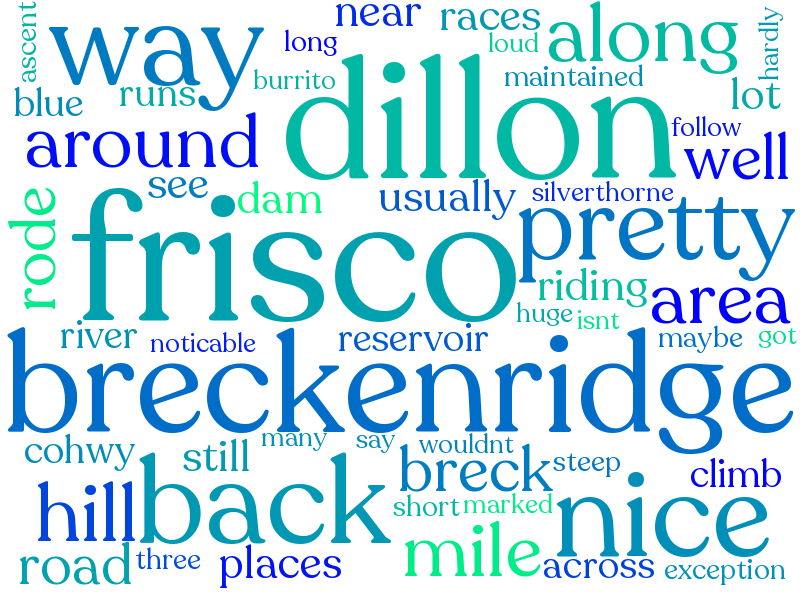 near
races
along
hardly
ascent
way
long
loud
burrito
maintained
lot
blue
runs
dillon
around
follow
well
see
dam
usually
silverthorne
rode
frisco
pretty
riding
area
huge
isnt
river
noticable
reservoir
maybe
got
breckenridge
cohwy
still
many
say
wouldnt
breck
steep
climb
hill
back
short
marked
nice
road
three
places
mile
across
exception